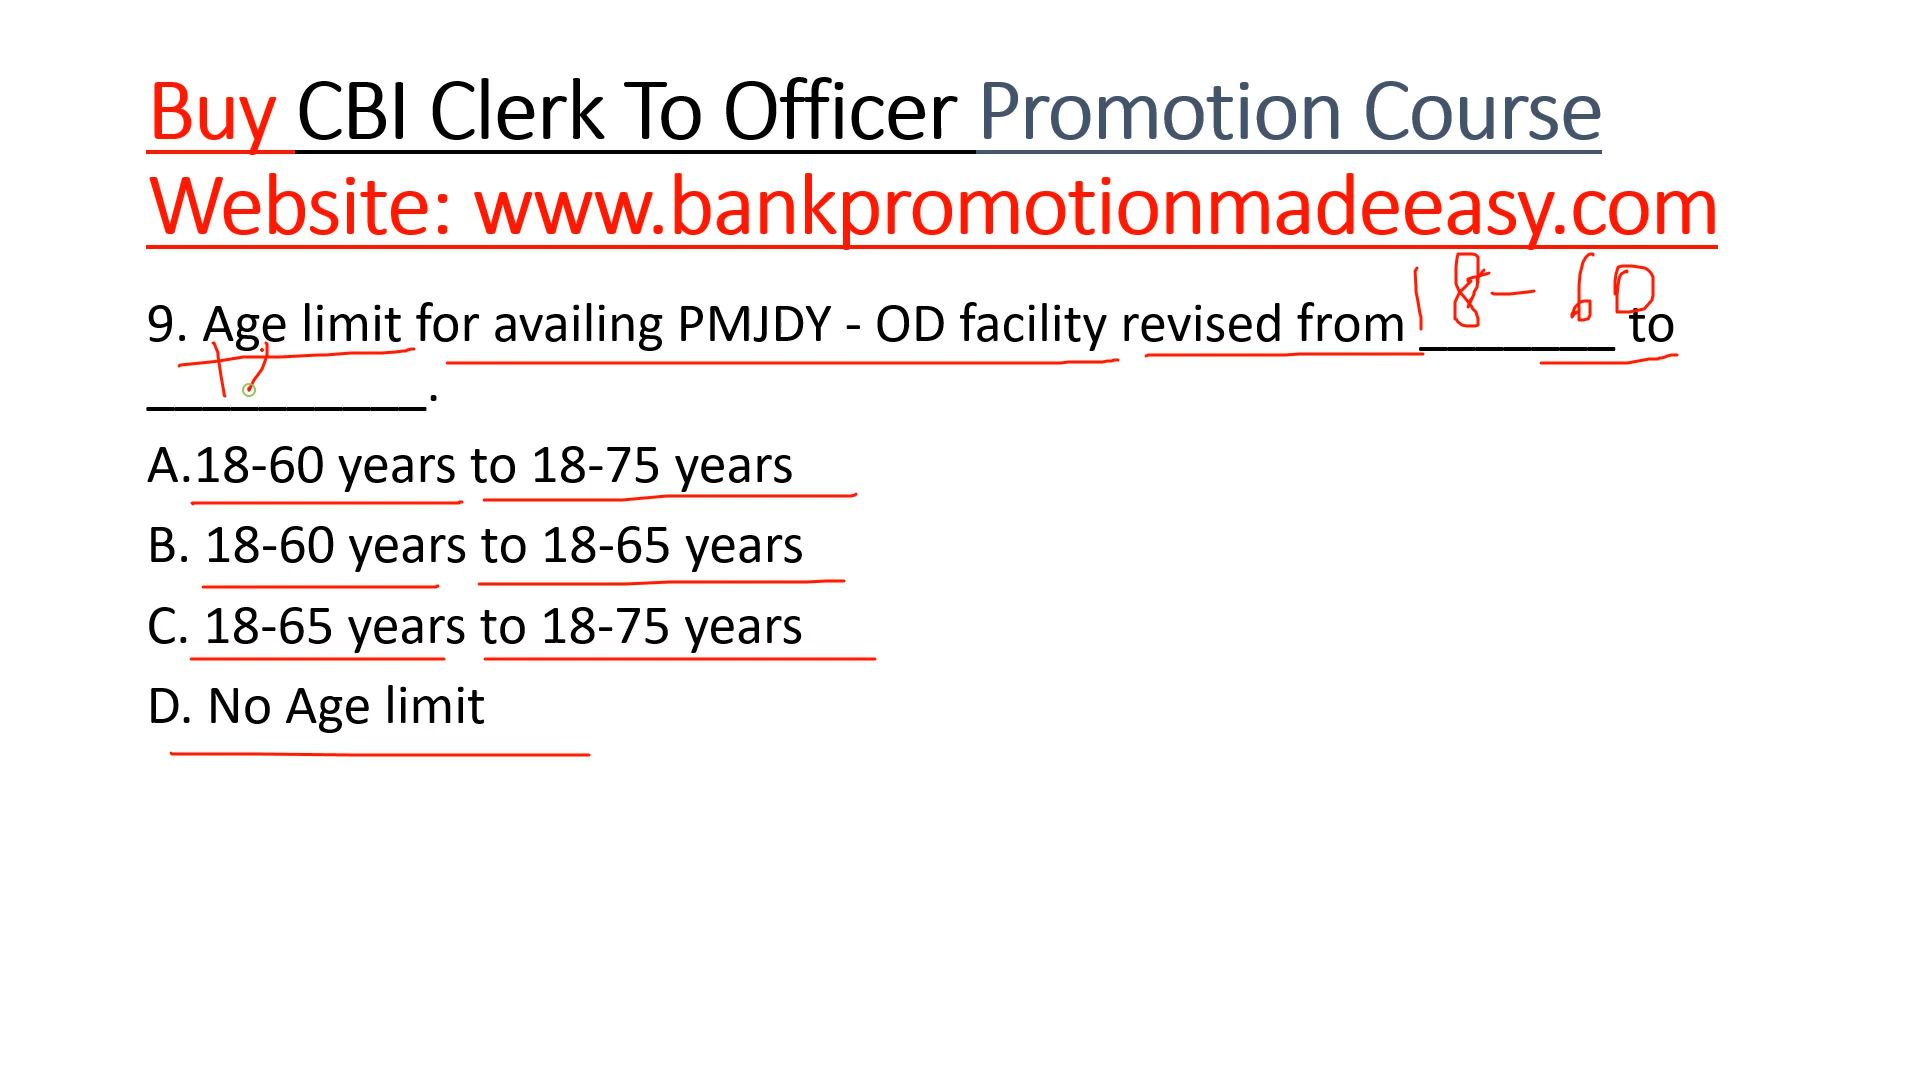 Buy CBI Clerk To Officer Promotion Course
Website: www.bankpromotionmadeeasy.com
18-60
9. Age limit for availing PMJDY - OD facility revised from _______ to
__________.
A.18-60 years to 18-75 years
B. 18-60 years to 18-65 years
C. 18-65 years to 18-75 years
D. No Age limit